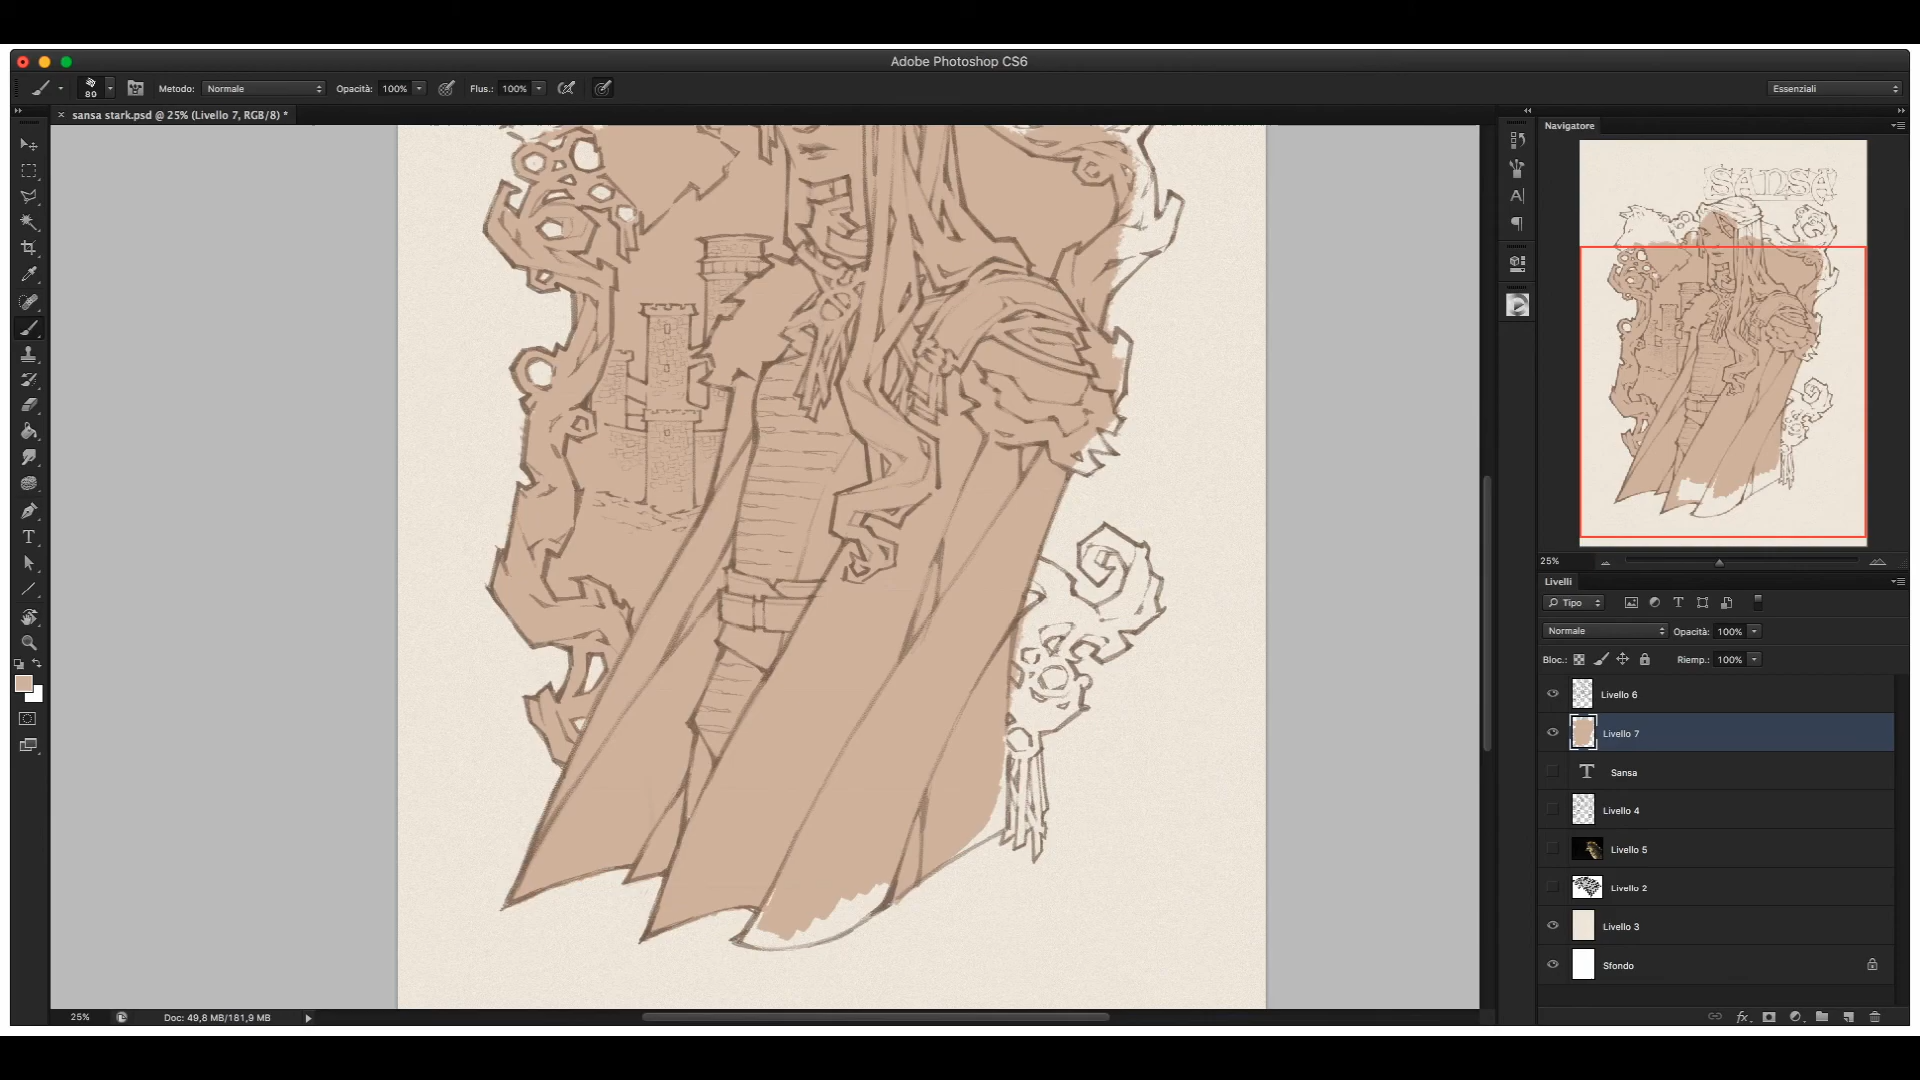 Adobe Photoshop CS6
80
Metodo:
Normale
Opacità:
100%
Flus.:
100%
Essenziali
× sansa stark.psd @ 25% (Livello 7, RGB/8) *
Navigatore
SANSA
25%
Livelli
Tipo
Normale
Opacità: 100%
Bloc.:
Riemp.: 100%
Livello 6
Livello 7
T Sansa
Livello 4
Livello 5
Livello 2
Livello 3
Sfondo
fx
25%
Doc: 49,8 MB/181,9 MB